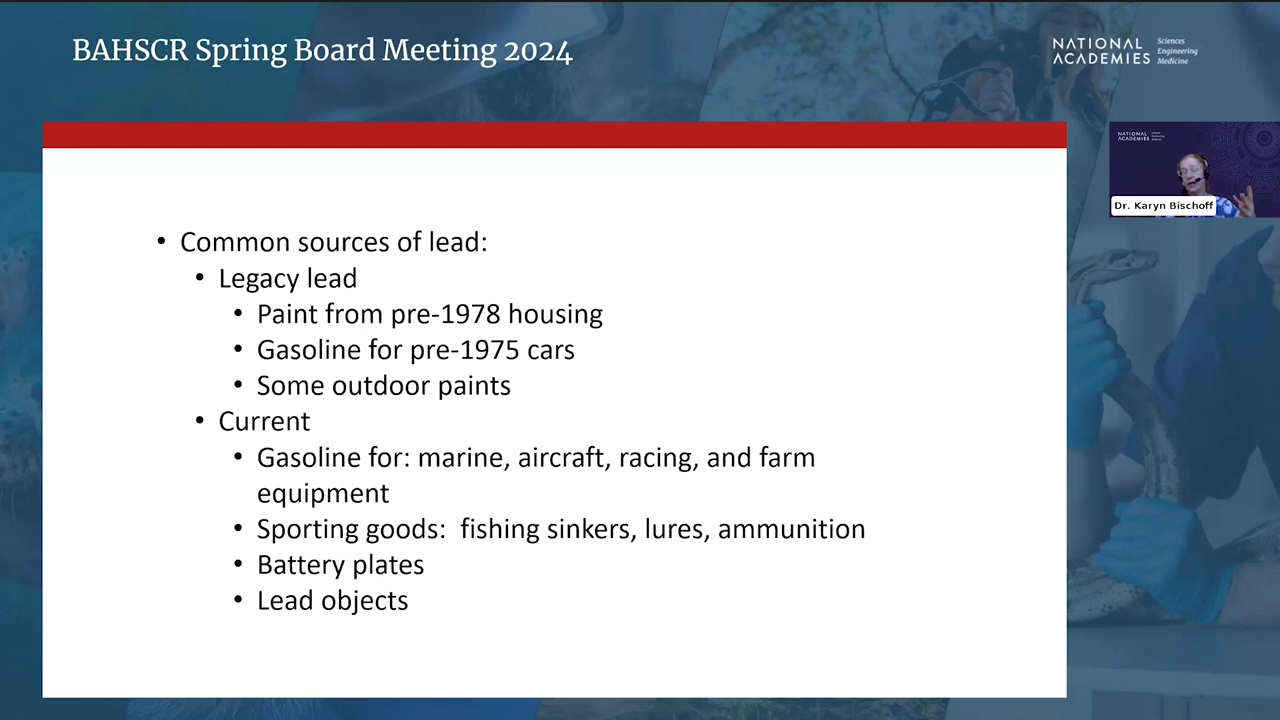 BAHSCR Spring Board Meeting 2024
NATIONAL
ACADEMIES
Sciences
Engineering
Medicine
NATIONAL
ACADEMIES
Dr. Karyn Bischoff
• Common sources of lead:
• Legacy lead
• Paint from pre-1978 housing
• Gasoline for pre-1975 cars
• Some outdoor paints
• Current
• Gasoline for: marine, aircraft, racing, and farm
equipment
• Sporting goods:  fishing sinkers, lures, ammunition
• Battery plates
• Lead objects